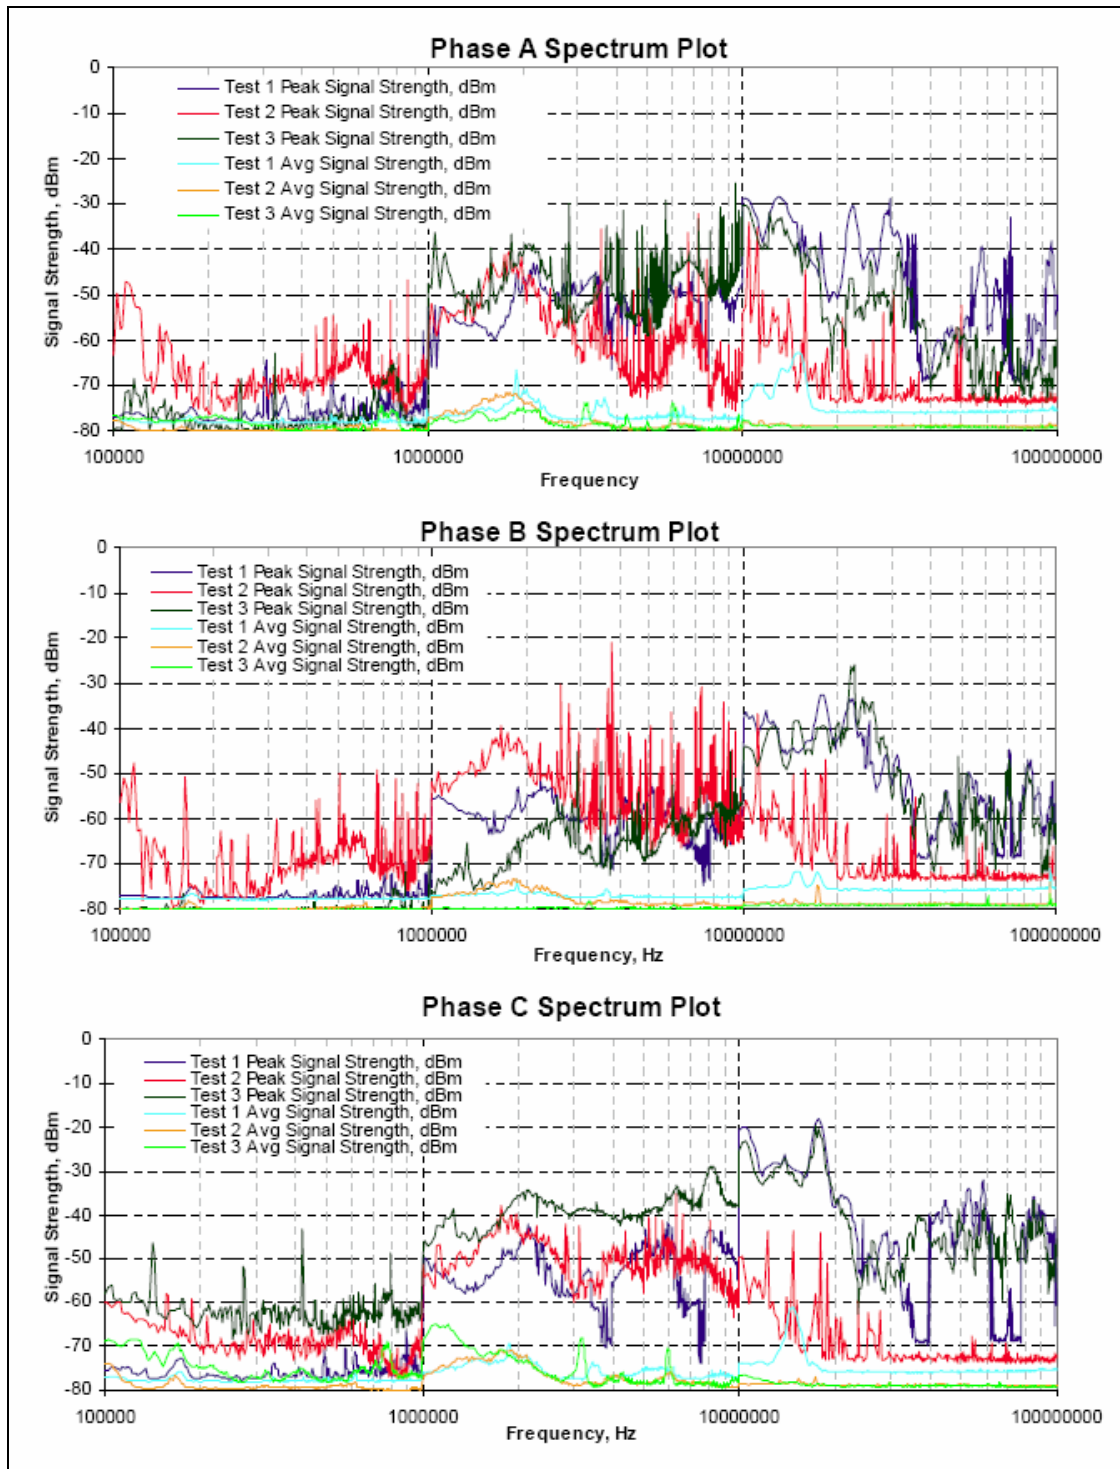 Phase A Spectrum Plot
Signal Strength, dBm
0
-10
-20
-30
-40
-50
-60
-70
-80
Test 1 Peak Signal Strength, dBm
Test 2 Peak Signal Strength, dBm
Test 3 Peak Signal Strength, dBm
Test 1 Avg Signal Strength, dBm
Test 2 Avg Signal Strength, dBm
Test 3 Avg Signal Strength, dBm
100000 1000000 10000000 100000000
Frequency
Phase B Spectrum Plot
Signal Strength, dBm
0
-10
-20
-30
-40
-50
-60
-70
-80
Test 1 Peak Signal Strength, dBm
Test 2 Peak Signal Strength, dBm
Test 3 Peak Signal Strength, dBm
Test 1 Avg Signal Strength, dBm
Test 2 Avg Signal Strength, dBm
Test 3 Avg Signal Strength, dBm
100000 1000000 10000000 100000000
Frequency, Hz
Phase C Spectrum Plot
Signal Strength, dBm
0
-10
-20
-30
-40
-50
-60
-70
-80
Test 1 Peak Signal Strength, dBm
Test 2 Peak Signal Strength, dBm
Test 3 Peak Signal Strength, dBm
Test 1 Avg Signal Strength, dBm
Test 2 Avg Signal Strength, dBm
Test 3 Avg Signal Strength, dBm
100000 1000000 10000000 100000000
Frequency, Hz